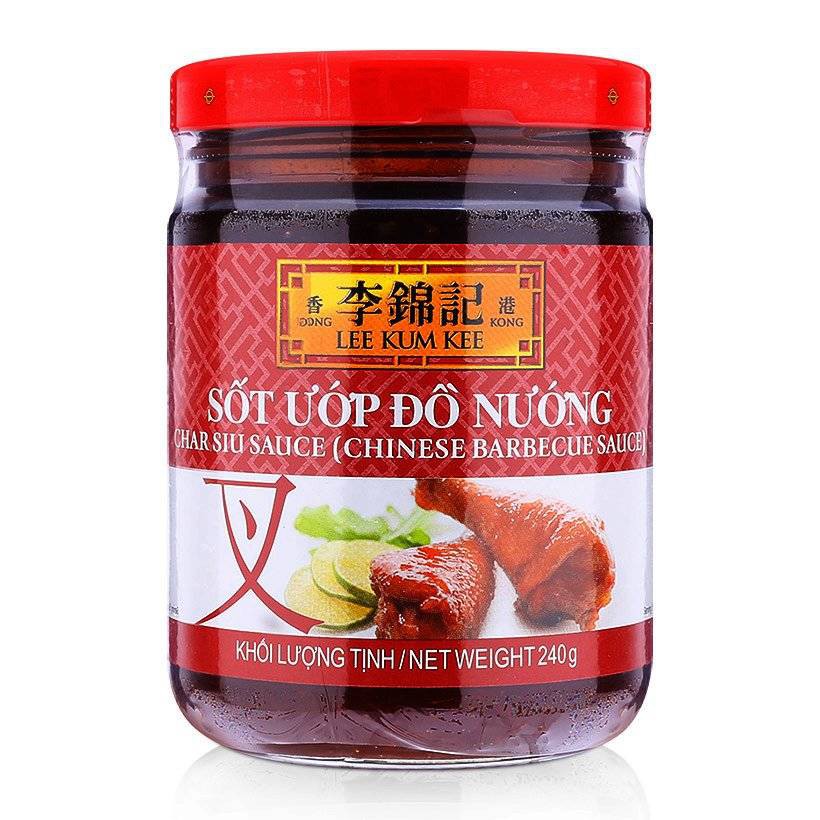 香 李錦記 港
KONG
LEE KUM KEE
SỐT ƯỚP ĐỒ NƯỚNG
CHAR SIU SAUCE (CHINESE BARBECUE SAUCE)
叉
KHỐI LƯỢNG TỊNH / NET WEIGHT 240g